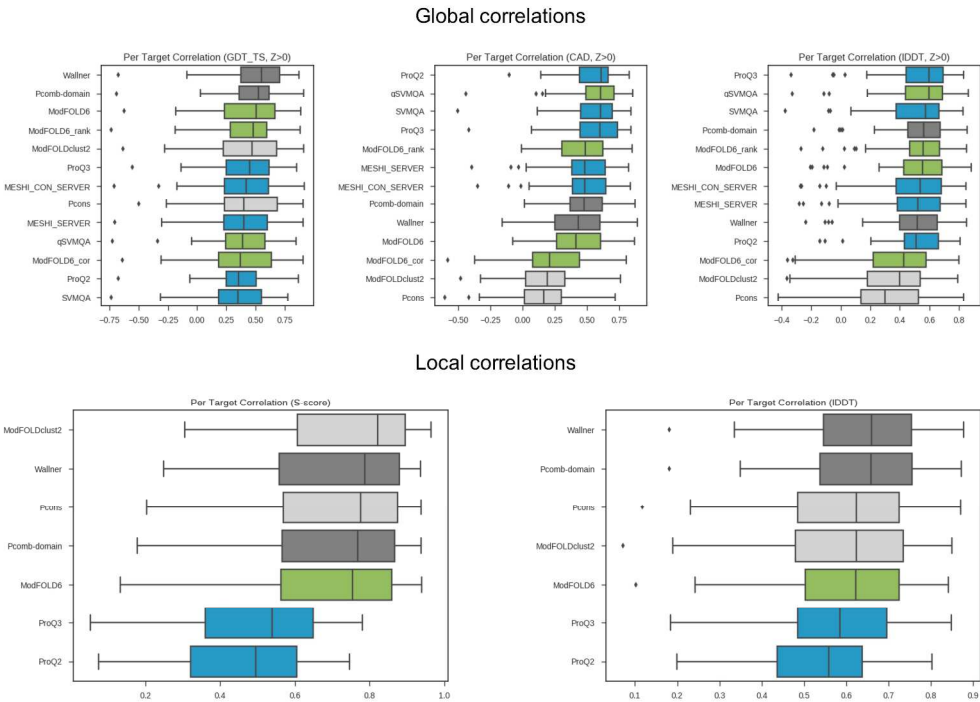 Global correlations
Per Target Correlation (GDT_TS, Z>0)
Wallner
Pcomb-domain
ModFOLD6
ModFOLD6_rank
ModFOLDclust2
ProQ3
MESHI_CON_SERVER
Pcons
MESHI_SERVER
qSVMQA
ModFOLD6_cor
ProQ2
SVMQA
−0.75 −0.50 −0.25 0.00 0.25 0.50 0.75
Per Target Correlation (CAD, Z>0)
ProQ2
qSVMQA
SVMQA
ProQ3
ModFOLD6_rank
MESHI_SERVER
MESHI_CON_SERVER
Pcomb-domain
Wallner
ModFOLD6
ModFOLD6_cor
ModFOLDclust2
Pcons
−0.50 −0.25 0.00 0.25 0.50 0.75
Per Target Correlation (lDDT, Z>0)
ProQ3
qSVMQA
SVMQA
Pcomb-domain
ModFOLD6_rank
ModFOLD6
MESHI_CON_SERVER
MESHI_SERVER
Wallner
ProQ2
ModFOLD6_cor
ModFOLDclust2
Pcons
−0.4 −0.2 0.0 0.2 0.4 0.6 0.8
Local correlations
Per Target Correlation (S-score)
ModFOLDclust2
Wallner
Pcons
Pcomb-domain
ModFOLD6
ProQ3
ProQ2
0.2 0.4 0.6 0.8 1.0
Per Target Correlation (lDDT)
Wallner
Pcomb-domain
Pcons
ModFOLDclust2
ModFOLD6
ProQ3
ProQ2
0.1 0.2 0.3 0.4 0.5 0.6 0.7 0.8 0.9